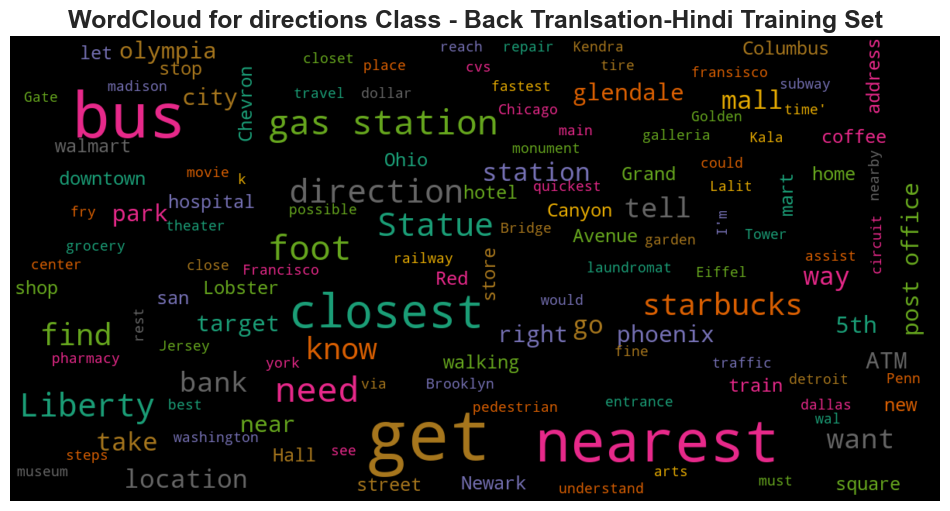 WordCloud for directions Class - Back Tranlsation-Hindi Training Set
let olympia closet reach repair Kendra Columbus address
stop place cvs tire fransisco
Gate madison city Chevron travel dollar fastest mall subway
bus Chicago glendale time'
gas station main Golden
walmart monument galleria Kala coffee
downtown movie k Ohio station Grand could home nearby
hospital direction hotel quickest Lalit mart
fry park possible Canyon tell I'm post office
theater Statue Bridge Avenue garden Tower circuit
grocery foot railway
center close Francisco Red store laundromat Eiffel assist way
shop san Lobster closest would starbucks
find rest target right go phoenix 5th
pharmacy Jersey know fine
york walking traffic ATM
bank need via Brooklyn train detroit Penn
Liberty best pedestrian entrance dallas new
near get wal
take washington Hall see nearest want
steps
museum location arts
street Newark understand must square